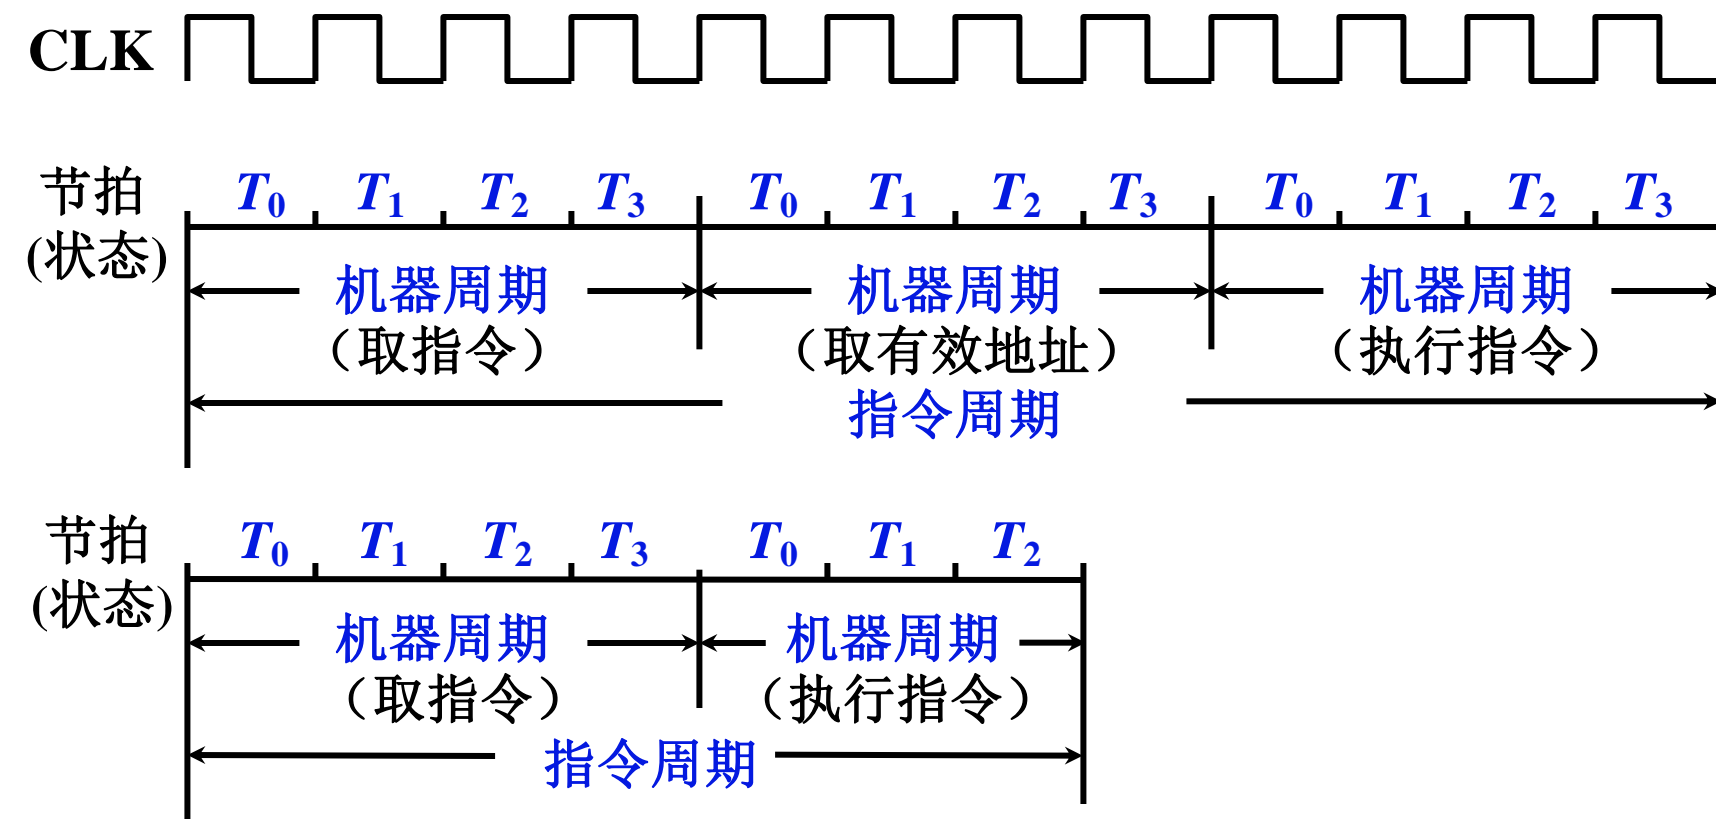 CLK
节拍
(状态)
T0 T1 T2 T3 T0 T1 T2 T3 T0 T1 T2 T3
机器周期 机器周期 机器周期
（取指令） （取有效地址） （执行指令）
指令周期
节拍
(状态)
T0 T1 T2 T3 T0 T1 T2
机器周期 机器周期
（取指令） （执行指令）
指令周期